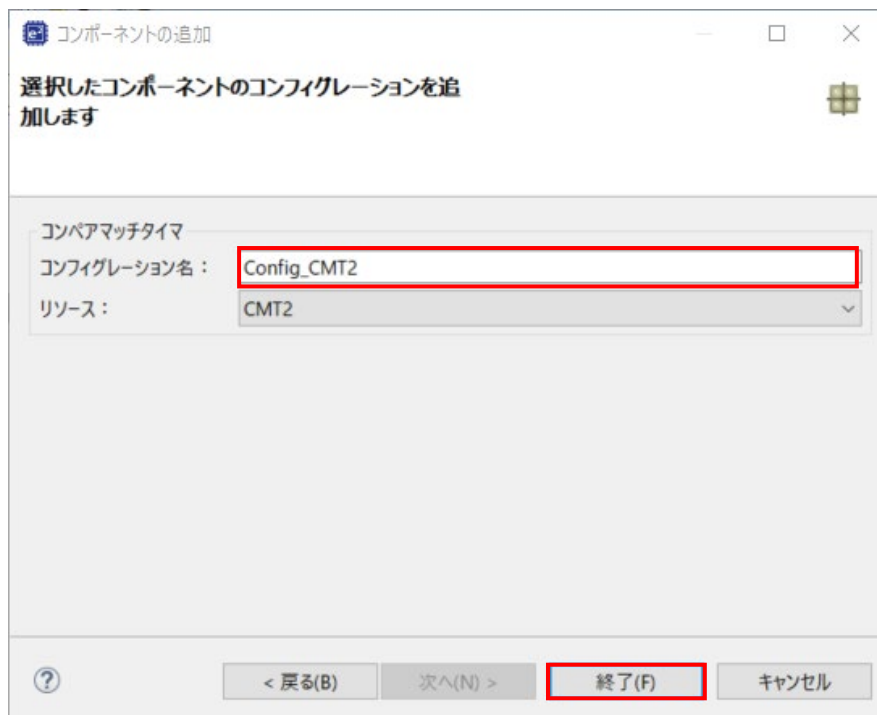 コンポーネントの追加
選択したコンポーネントのコンフィグレーションを追
加します
コンペアマッチタイマ
コンフィグレーション名： Config_CMT2
リソース： CMT2
< 戻る(B) 次へ(N) > 終了(F) キャンセル